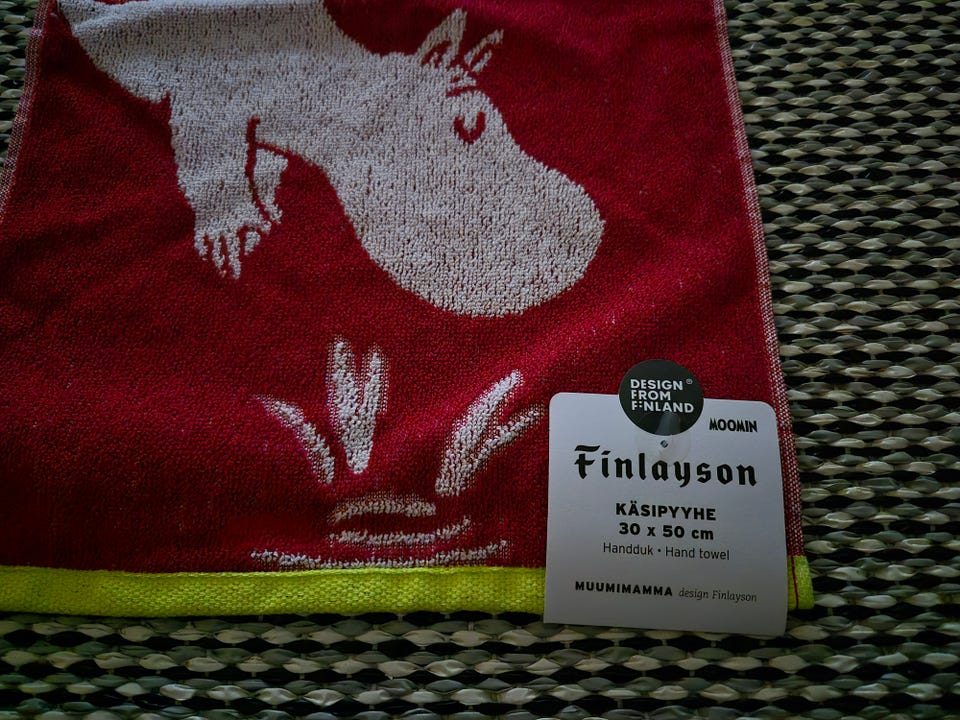 DESIGN ®
FROM
FINLAND
MOOMIN
Finlayson
KÄSIPYYHE
30 x 50 cm
Handduk • Hand towel
MUUMIMAMMA design Finlayson